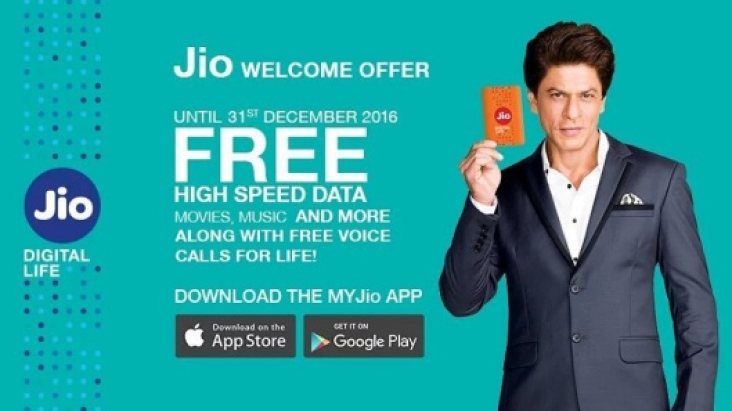 Jio
DIGITAL
LIFE
Jio WELCOME OFFER
UNTIL 31ST DECEMBER 2016
FREE
HIGH SPEED DATA
MOVIES, MUSIC AND MORE
ALONG WITH FREE VOICE
CALLS FOR LIFE!
DOWNLOAD THE MYJio APP
Download on the
App Store
GET IT ON
Google Play
Jio
DIGITAL
LIFE